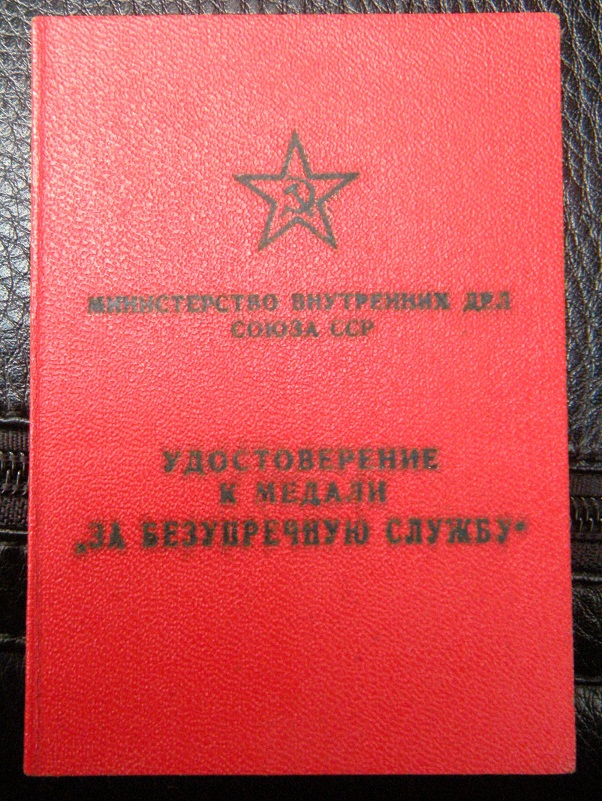 МИНИСТЕРСТВО ВНУТРЕННИХ ДЕЛ
СОЮЗА ССР
УДОСТОВЕРЕНИЕ
К МЕДАЛИ
„ЗА БЕЗУПРЕЧНУЮ СЛУЖБУ“